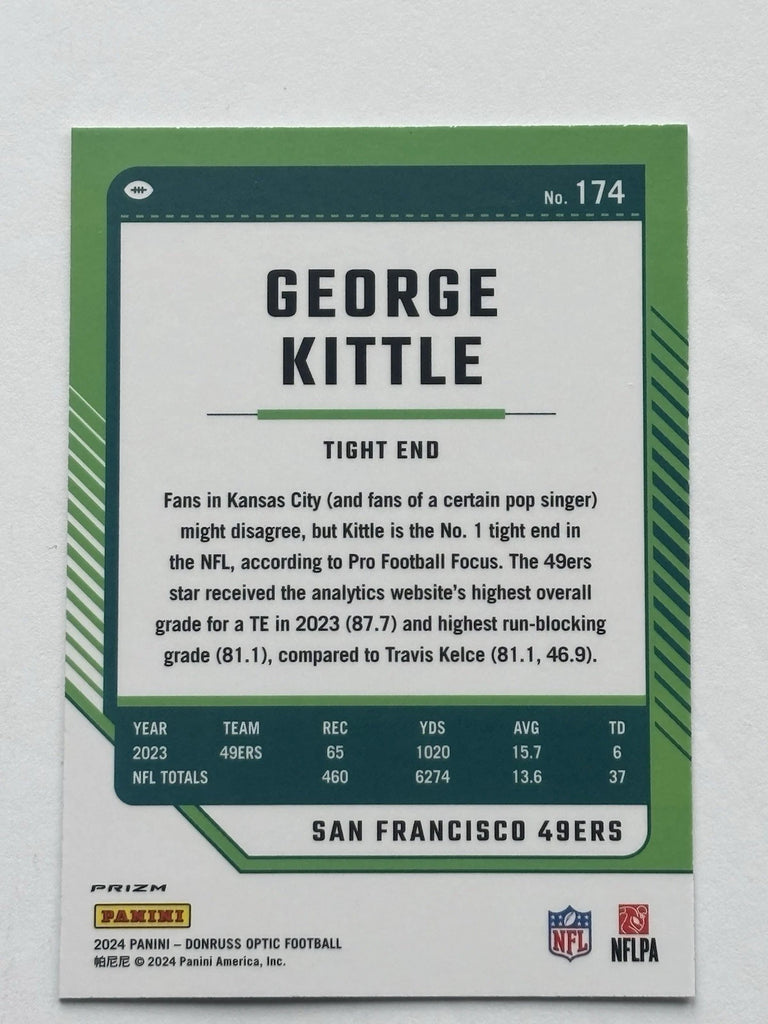 No. 174
GEORGE
KITTLE
TIGHT END
Fans in Kansas City (and fans of a certain pop singer)
might disagree, but Kittle is the No. 1 tight end in
the NFL, according to Pro Football Focus. The 49ers
star received the analytics website's highest overall
grade for a TE in 2023 (87.7) and highest run-blocking
grade (81.1), compared to Travis Kelce (81.1, 46.9).
YEAR TEAM REC YDS AVG TD
2023 49ERS 65 1020 15.7 6
NFL TOTALS 460 6274 13.6 37
SAN FRANCISCO 49ERS
PRIZM
PANINI
2024 PANINI – DONRUSS OPTIC FOOTBALL
帕尼尼 © 2024 Panini America, Inc.
NFL
NFLPA